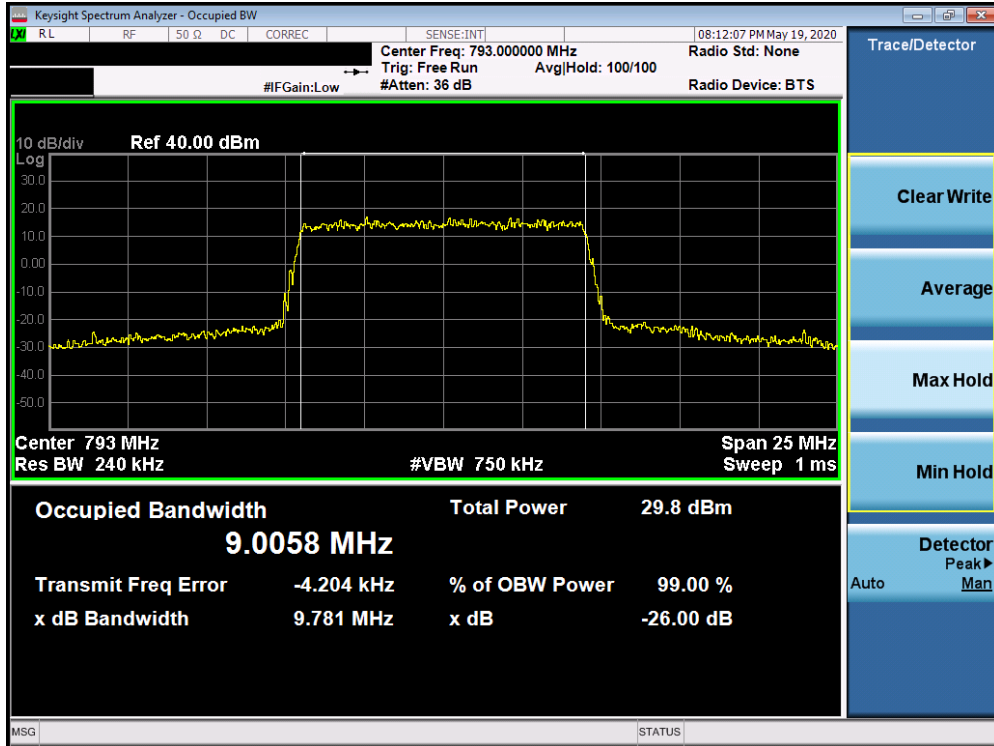 Keysight Spectrum Analyzer - Occupied BW
LXI RL RF 50 Ω DC CORREC SENSE:INT 08:12:07 PM May 19, 2020
Center Freq: 793.000000 MHz Radio Std: None
Trig: Free Run Avg|Hold: 100/100
#IFGain:Low #Atten: 36 dB Radio Device: BTS
10 dB/div Ref 40.00 dBm
Log
30.0
20.0
10.0
0.00
-10.0
-20.0
-30.0
-40.0
-50.0
Center 793 MHz Span 25 MHz
Res BW 240 kHz #VBW 750 kHz Sweep 1 ms
Occupied Bandwidth Total Power 29.8 dBm
9.0058 MHz
Transmit Freq Error -4.204 kHz % of OBW Power 99.00 %
x dB Bandwidth 9.781 MHz x dB -26.00 dB
MSG STATUS
Trace/Detector
Clear Write
Average
Max Hold
Min Hold
Detector
Peak▶
Auto Man